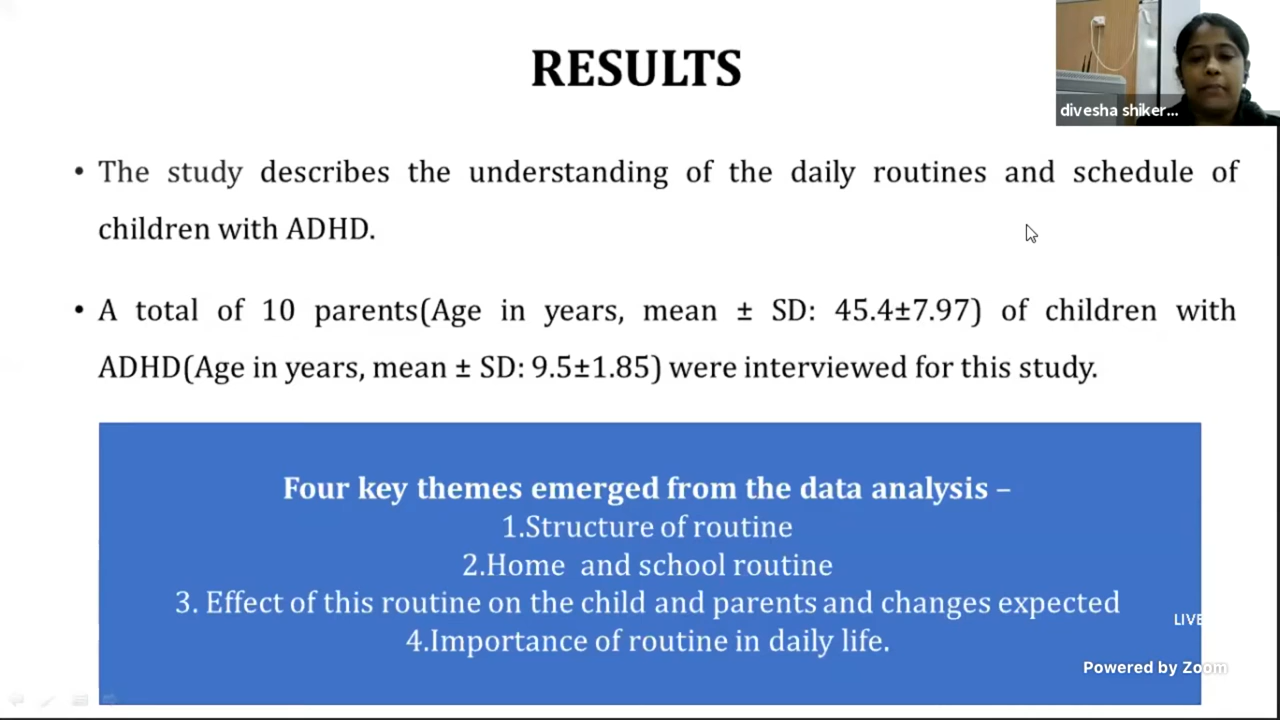 RESULTS
divesha shiker...
• The study describes the understanding of the daily routines and schedule of
children with ADHD.
• A total of 10 parents(Age in years, mean ± SD: 45.4±7.97) of children with
ADHD(Age in years, mean ± SD: 9.5±1.85) were interviewed for this study.
Four key themes emerged from the data analysis –
1.Structure of routine
2.Home and school routine
3. Effect of this routine on the child and parents and changes expected
4.Importance of routine in daily life.
LIVE
Powered by Zoom